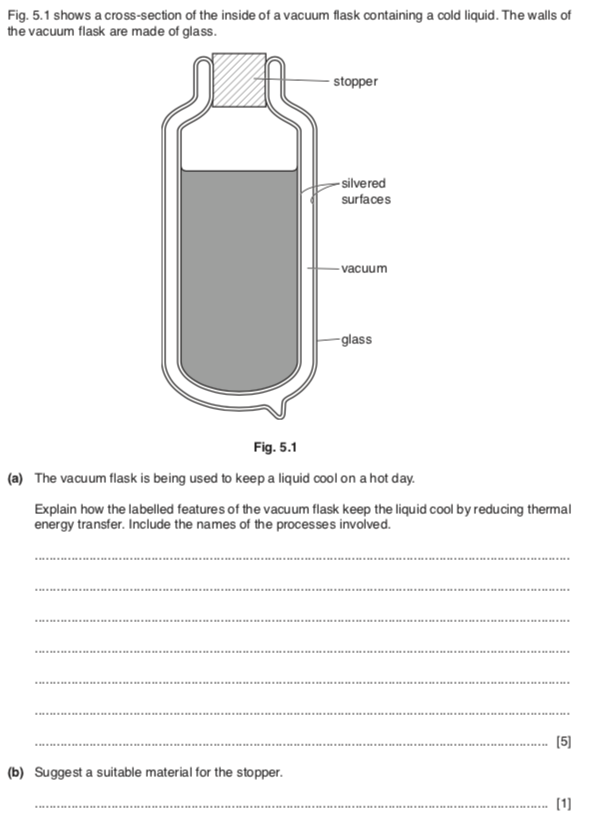 Fig. 5.1 shows a cross-section of the inside of a vacuum flask containing a cold liquid. The walls of
the vacuum flask are made of glass.
stopper
silvered
surfaces
vacuum
glass
Fig. 5.1
(a) The vacuum flask is being used to keep a liquid cool on a hot day.
Explain how the labelled features of the vacuum flask keep the liquid cool by reducing thermal
energy transfer. Include the names of the processes involved.
[5]
(b) Suggest a suitable material for the stopper.
[1]